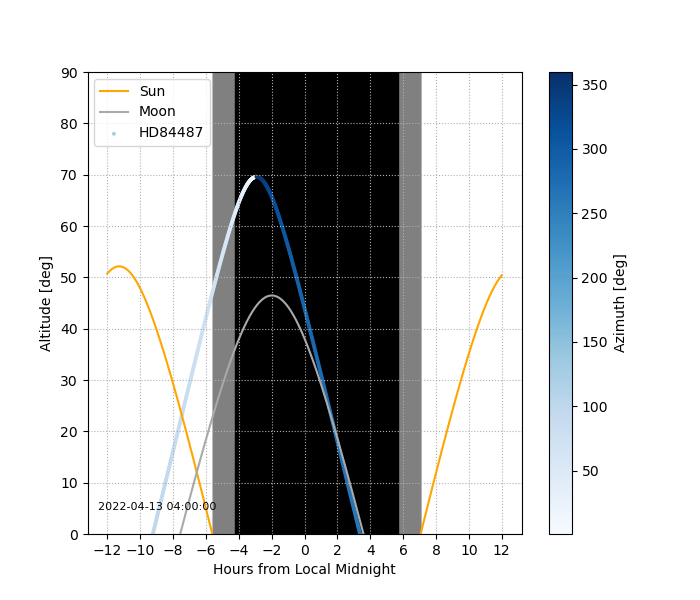 90
80
70
60
50
40
30
20
10
0
Altitude [deg]
Sun
Moon
HD84487
2022-04-13 04:00:00
−12 −10 −8 −6 −4 −2 0 2 4 6 8 10 12
Hours from Local Midnight
350
300
250
200
150
100
50
Azimuth [deg]